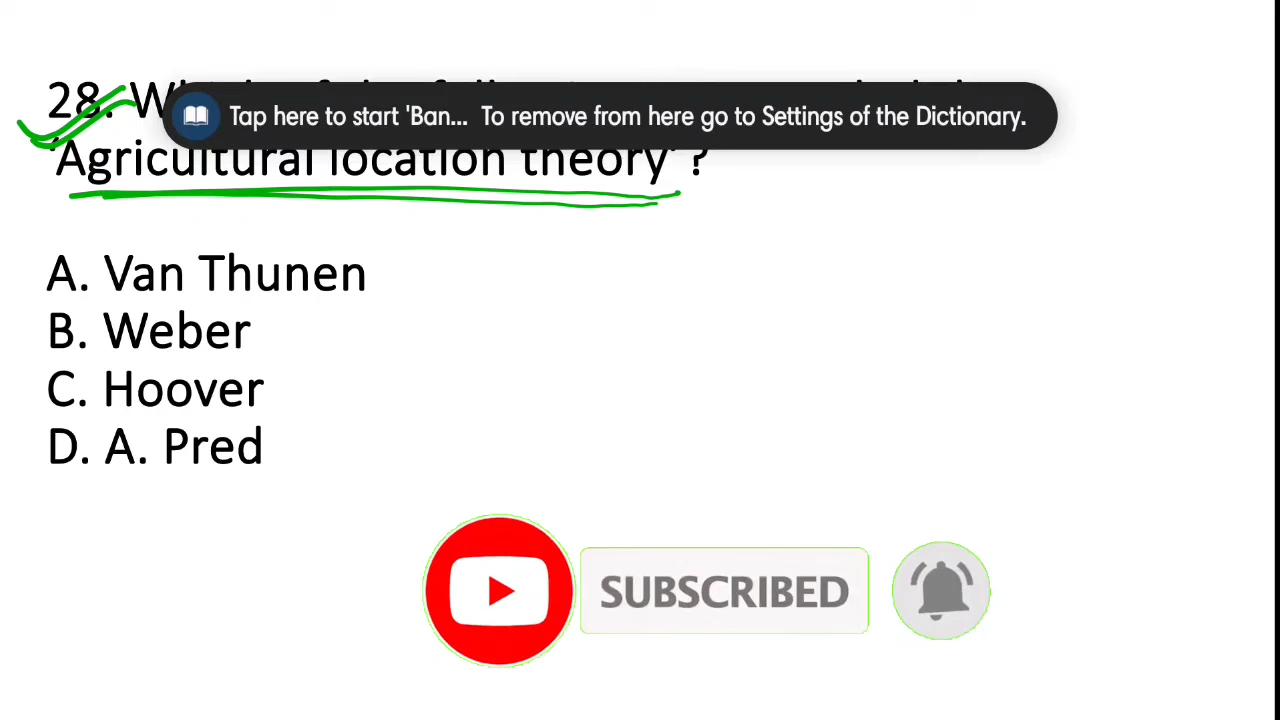 28.
Tap here to start 'Ban... To remove from here go to Settings of the Dictionary.
'Agricultural location theory' ?
A. Van Thunen
B. Weber
C. Hoover
D. A. Pred
SUBSCRIBED